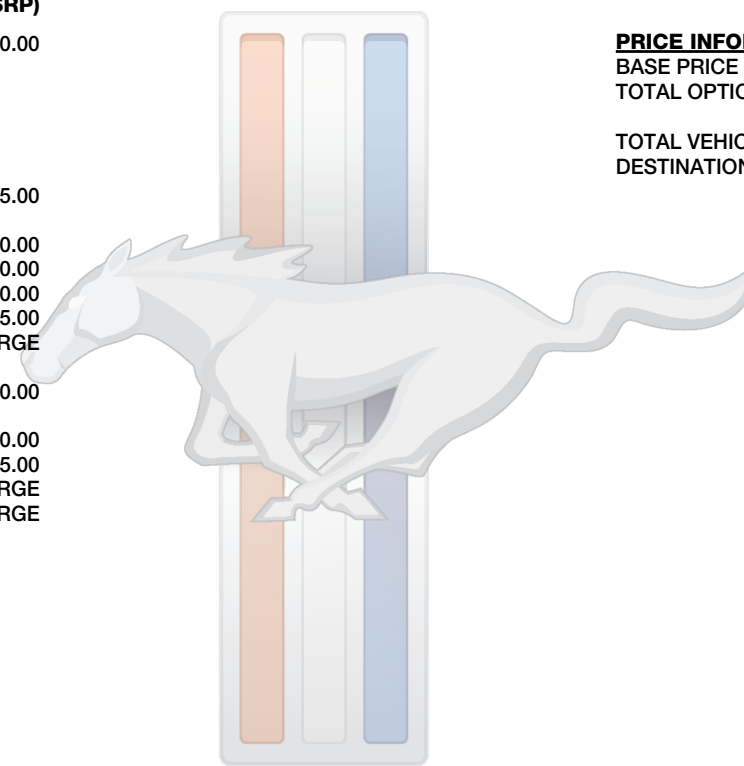 SRP)
0.00
5.00
0.00
0.00
0.00
5.00
RGE
0.00
0.00
5.00
RGE
RGE
PRICE INFO
BASE PRICE
TOTAL OPTIO
TOTAL VEHIC
DESTINATION